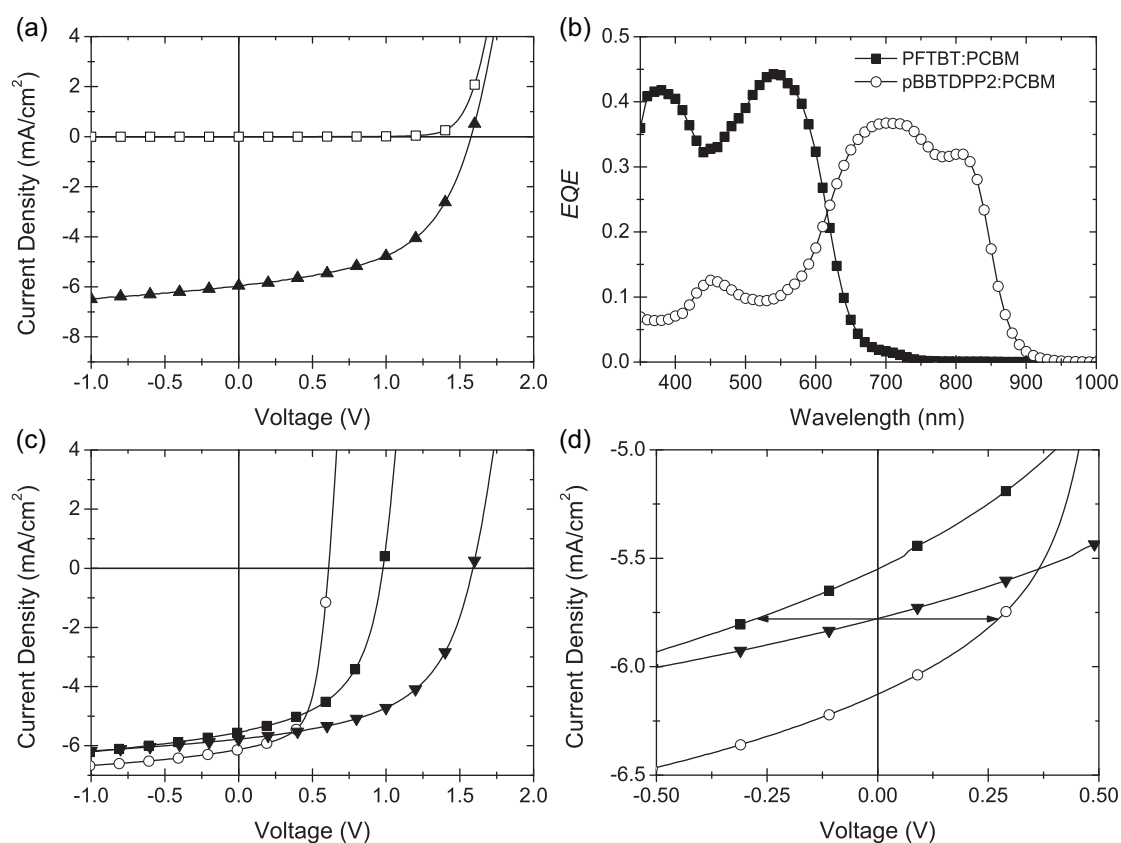 (a)
4
2
0
-2
-4
-6
-8
-1.0 0.0 0.5 1.0 1.5 2.0
Current Density (mA/cm²)
Voltage (V)
(b)
0.5
0.4
0.3
0.2
0.1
0.0
400 500 600 700 800 900 1000
EQE
Wavelength (nm)
PFTBT:PCBM
pBBTDPP2:PCBM
(c)
4
2
0
-2
-4
-6
-1.0 0.0 0.5 1.0 1.5 2.0
Current Density (mA/cm²)
Voltage (V)
(d)
-5.0
-5.5
-6.0
-6.5
-0.50 -0.25 0.00 0.25 0.50
Current Density (mA/cm²)
Voltage (V)